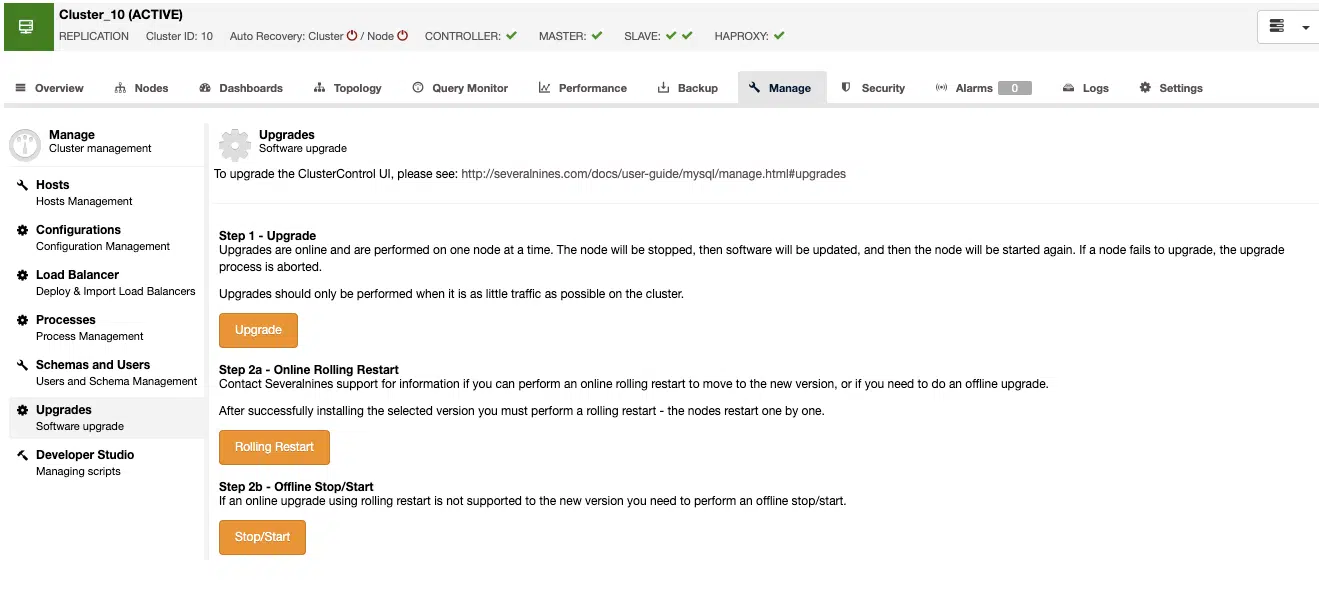 Cluster_10 (ACTIVE)
REPLICATION Cluster ID: 10 Auto Recovery: Cluster / Node CONTROLLER: MASTER: SLAVE: HAPROXY:
Overview Nodes Dashboards Topology Query Monitor Performance Backup Manage Security Alarms 0 Logs Settings
Manage
Cluster management
Hosts
Hosts Management
Configurations
Configuration Management
Load Balancer
Deploy & Import Load Balancers
Processes
Process Management
Schemas and Users
Users and Schema Management
Upgrades
Software upgrade
Developer Studio
Managing scripts
Upgrades
Software upgrade
To upgrade the ClusterControl UI, please see: http://severalnines.com/docs/user-guide/mysql/manage.html#upgrades
Step 1 - Upgrade
Upgrades are online and are performed on one node at a time. The node will be stopped, then software will be updated, and then the node will be started again. If a node fails to upgrade, the upgrade
process is aborted.
Upgrades should only be performed when it is as little traffic as possible on the cluster.
Upgrade
Step 2a - Online Rolling Restart
Contact Severalnines support for information if you can perform an online rolling restart to move to the new version, or if you need to do an offline upgrade.
After successfully installing the selected version you must perform a rolling restart - the nodes restart one by one.
Rolling Restart
Step 2b - Offline Stop/Start
If an online upgrade using rolling restart is not supported to the new version you need to perform an offline stop/start.
Stop/Start